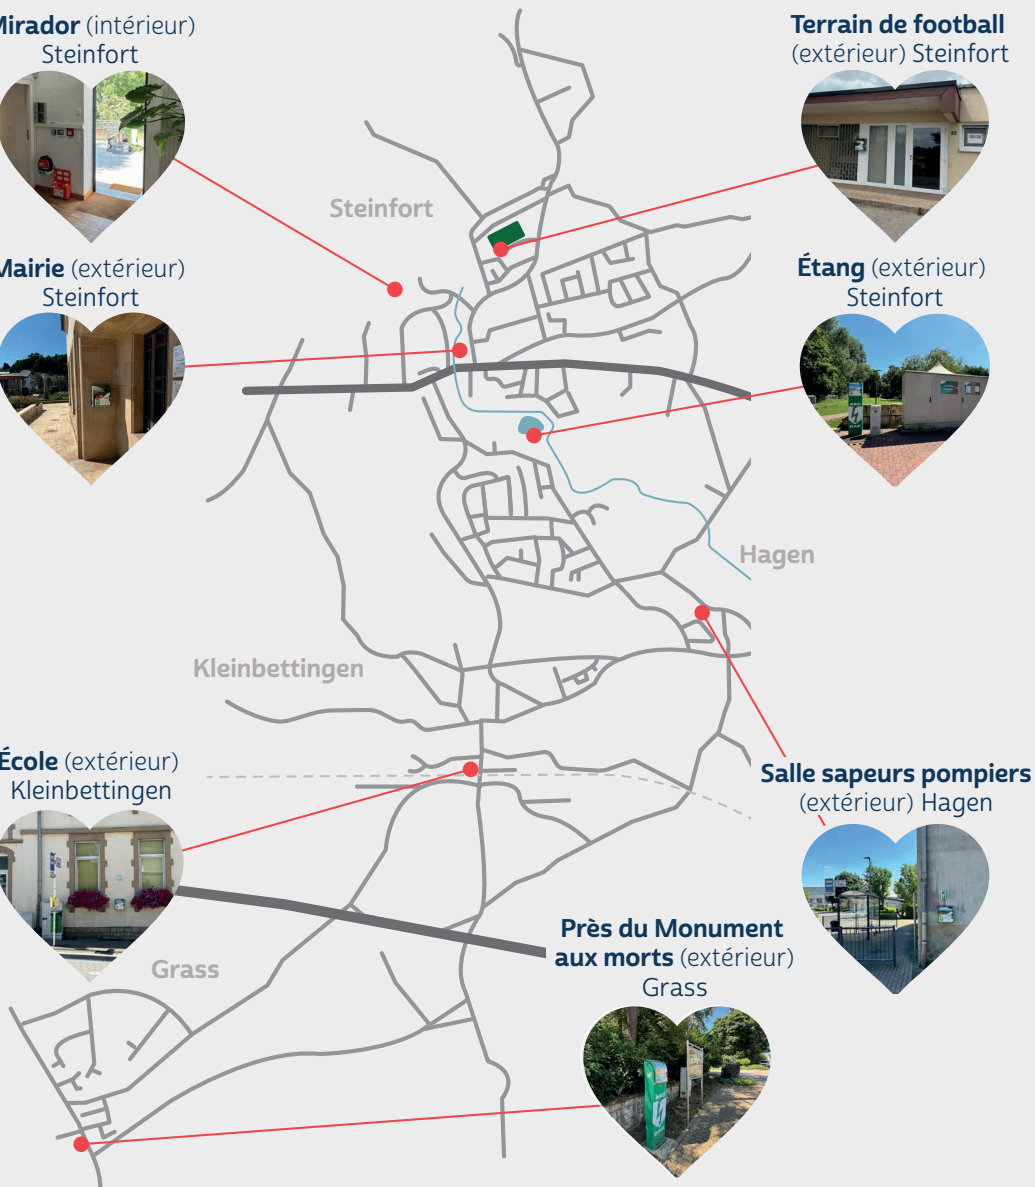 Mirador (intérieur)
Steinfort
Terrain de football
(extérieur) Steinfort
Steinfort
Mairie (extérieur)
Steinfort
Étang (extérieur)
Steinfort
Hagen
Kleinbettingen
École (extérieur)
Kleinbettingen
Salle sapeurs pompiers
(extérieur) Hagen
Près du Monument
aux morts (extérieur)
Grass
Grass